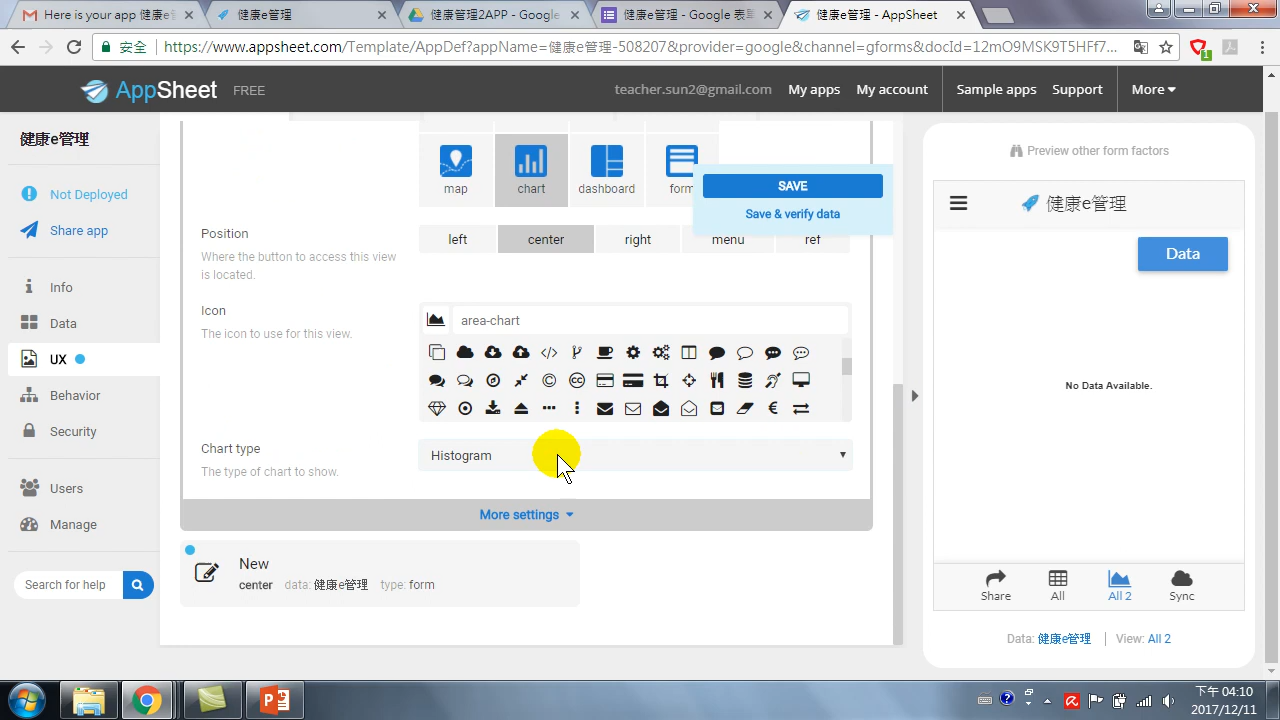 Here is your app 健康e管
健康e管理
健康管理2APP - Google
健康e管理 - Google
健康e管理 - AppSheet
安全
https://www.appsheet.com/Template/AppDef?appName=健康e管理-508207&provider=google&channel=gforms&tbcId=12mO9MSK9T5HFf7...
1
AppSheet FREE
teacher.sun2@gmail.com My apps My account Sample apps Support More
健康e管理
Not Deployed
Share app
Info
Data
UX
Behavior
Security
Users
Manage
Search for help
map
chart
dashboard
form
SAVE
Save & verify data
Position
Where the button to access this view is located.
left center right menu ref
Icon
The icon to use for this view.
area-chart
Chart type
The type of chart to show.
Histogram
More settings
New
center data: 健康e管理 type: form
Preview other form factors
健康e管理
Data
No Data Available.
Share All All 2 Sync
Data: 健康e管理 | View: All 2
下午 04:10
2017/12/11